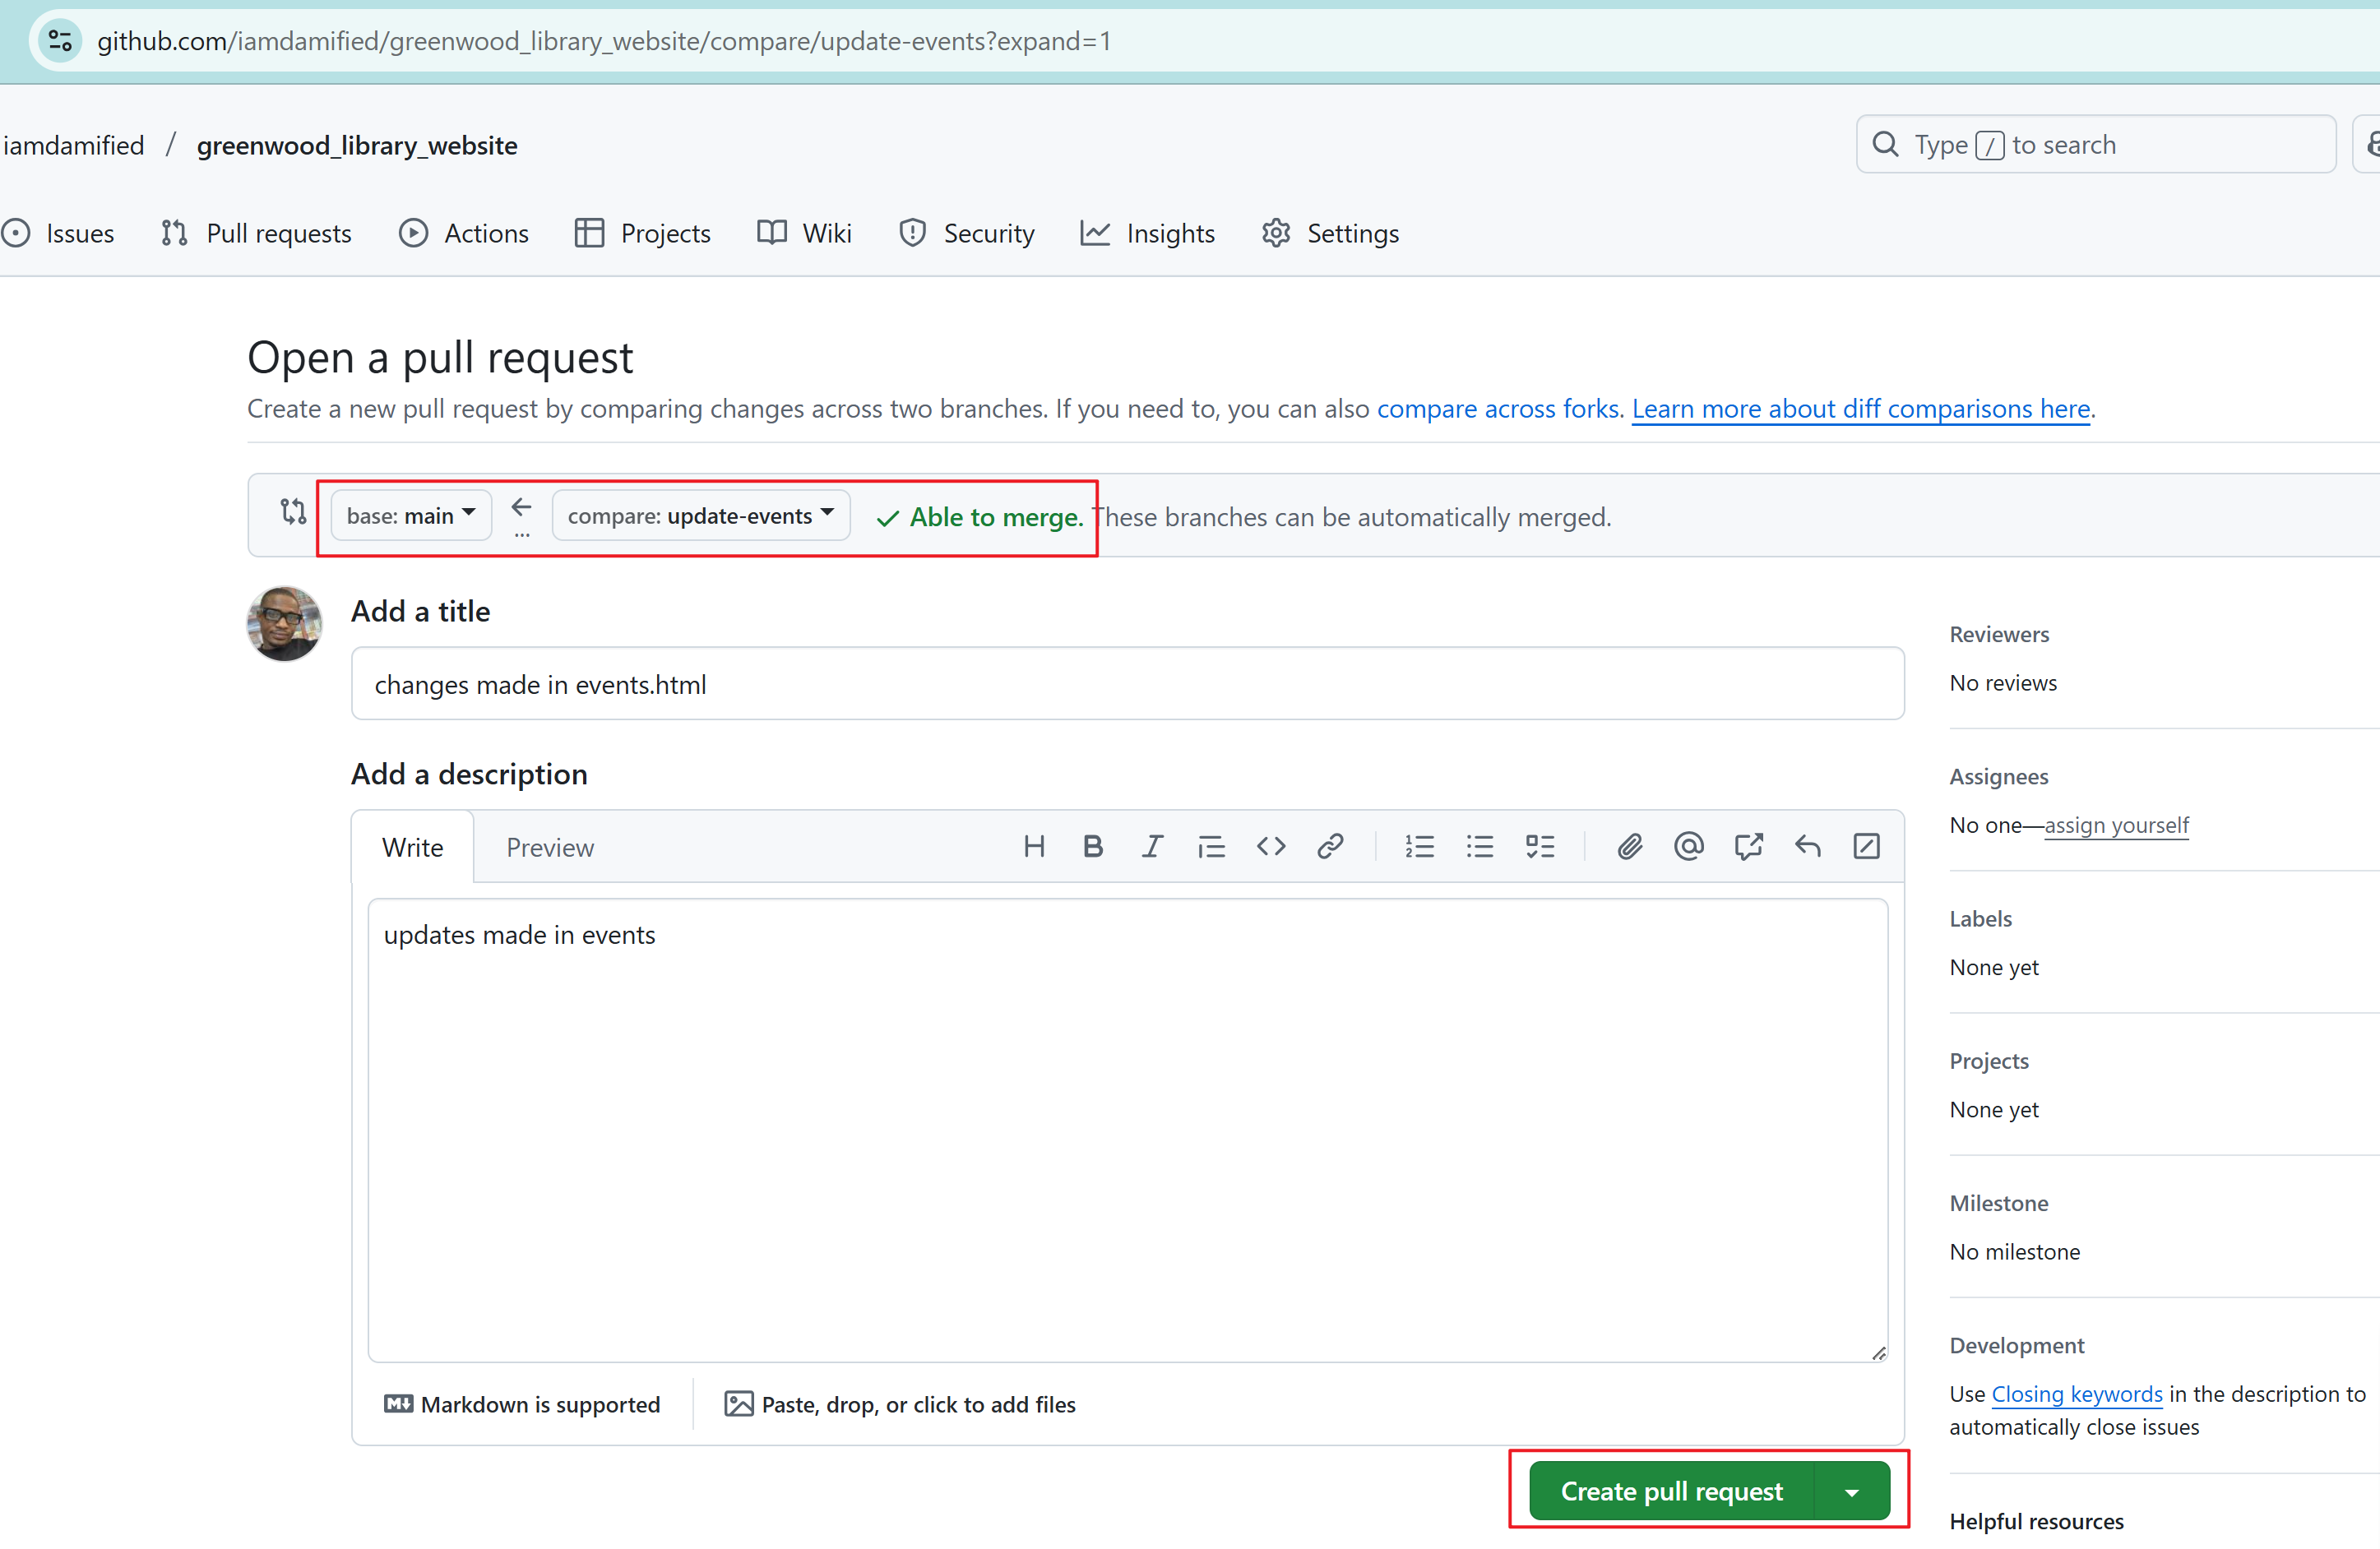 github.com/iamdamified/greenwood_library_website/compare/update-events?expand=1
iamdamified / greenwood_library_website
Type / to search
Issues Pull requests Actions Projects Wiki Security Insights Settings
Open a pull request
Create a new pull request by comparing changes across two branches. If you need to, you can also compare across forks. Learn more about diff comparisons here.
base: main ← compare: update-events Able to merge. These branches can be automatically merged.
...
Add a title
changes made in events.html
Add a description
Write Preview
updates made in events
Markdown is supported
Paste, drop, or click to add files
Create pull request
Reviewers
No reviews
Assignees
No one—assign yourself
Labels
None yet
Projects
None yet
Milestone
No milestone
Development
Use Closing keywords in the description to
automatically close issues
Helpful resources